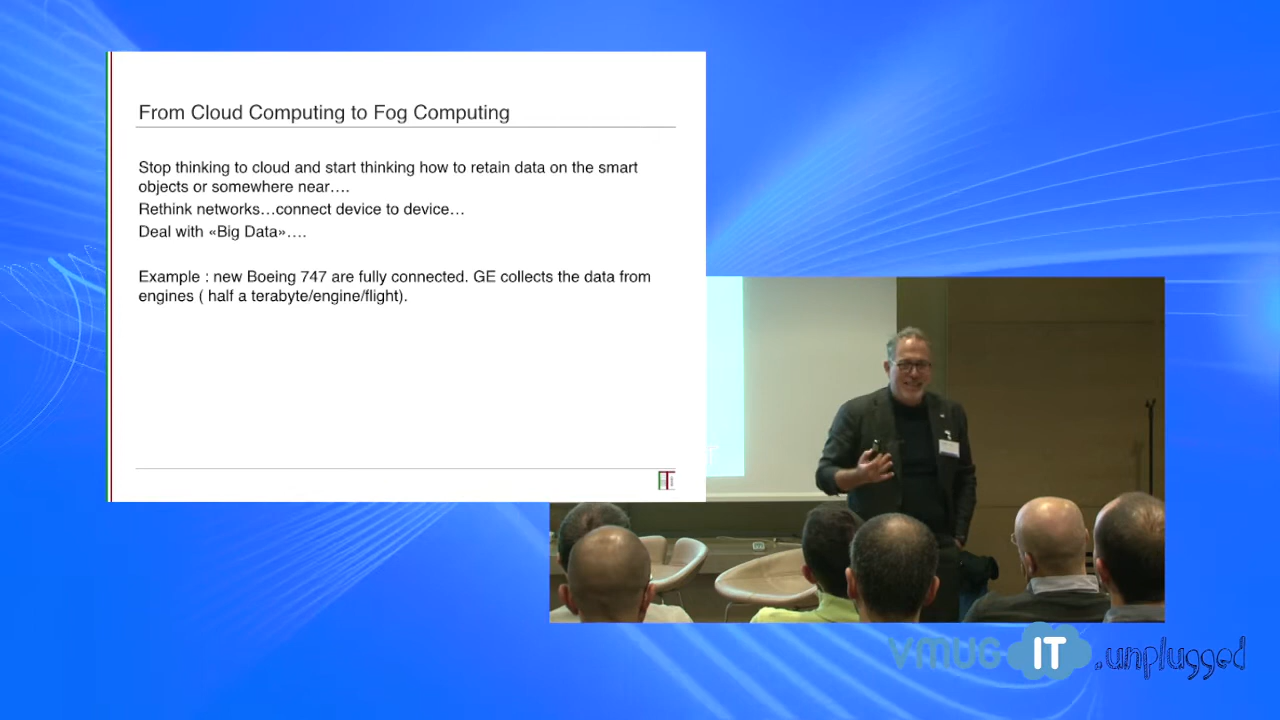 From Cloud Computing to Fog Computing
Stop thinking to cloud and start thinking how to retain data on the smart
objects or somewhere near….
Rethink networks…connect device to device…
Deal with «Big Data»….
Example : new Boeing 747 are fully connected. GE collects the data from
engines ( half a terabyte/engine/flight).
VMUG IT .unplugged